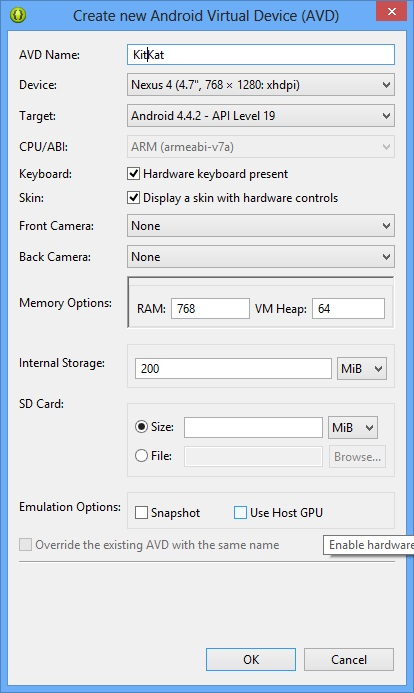 Create new Android Virtual Device (AVD)
AVD Name: KitKat
Device: Nexus 4 (4.7", 768 × 1280: xhdpi)
Target: Android 4.4.2 - API Level 19
CPU/ABI: ARM (armeabi-v7a)
Keyboard: Hardware keyboard present
Skin: Display a skin with hardware controls
Front Camera: None
Back Camera: None
Memory Options: RAM: 768 VM Heap: 64
Internal Storage: 200 MiB
SD Card:
Size: MiB
File: Browse...
Emulation Options: Snapshot Use Host GPU
Override the existing AVD with the same name Enable hardware
OK Cancel